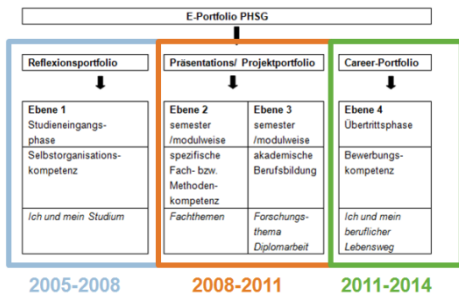 E-Portfolio PHSG
Reflexionsportfolio
Präsentations/ Projektportfolio
Career-Portfolio
Ebene 1
Studieneingangs-
phase
Selbstorganisations-
kompetenz
Ich und mein Studium
Ebene 2
semester
/modulweise
spezifische
Fach- bzw.
Methoden-
kompetenz
Fachthemen
Ebene 3
semester
/modulweise
akademische
Berufsbildung
Forschungs-
thema
Diplomarbeit
Ebene 4
Übertrittsphase
Bewerbungs-
kompetenz
Ich und mein
beruflicher
Lebensweg
2005-2008
2008-2011
2011-2014